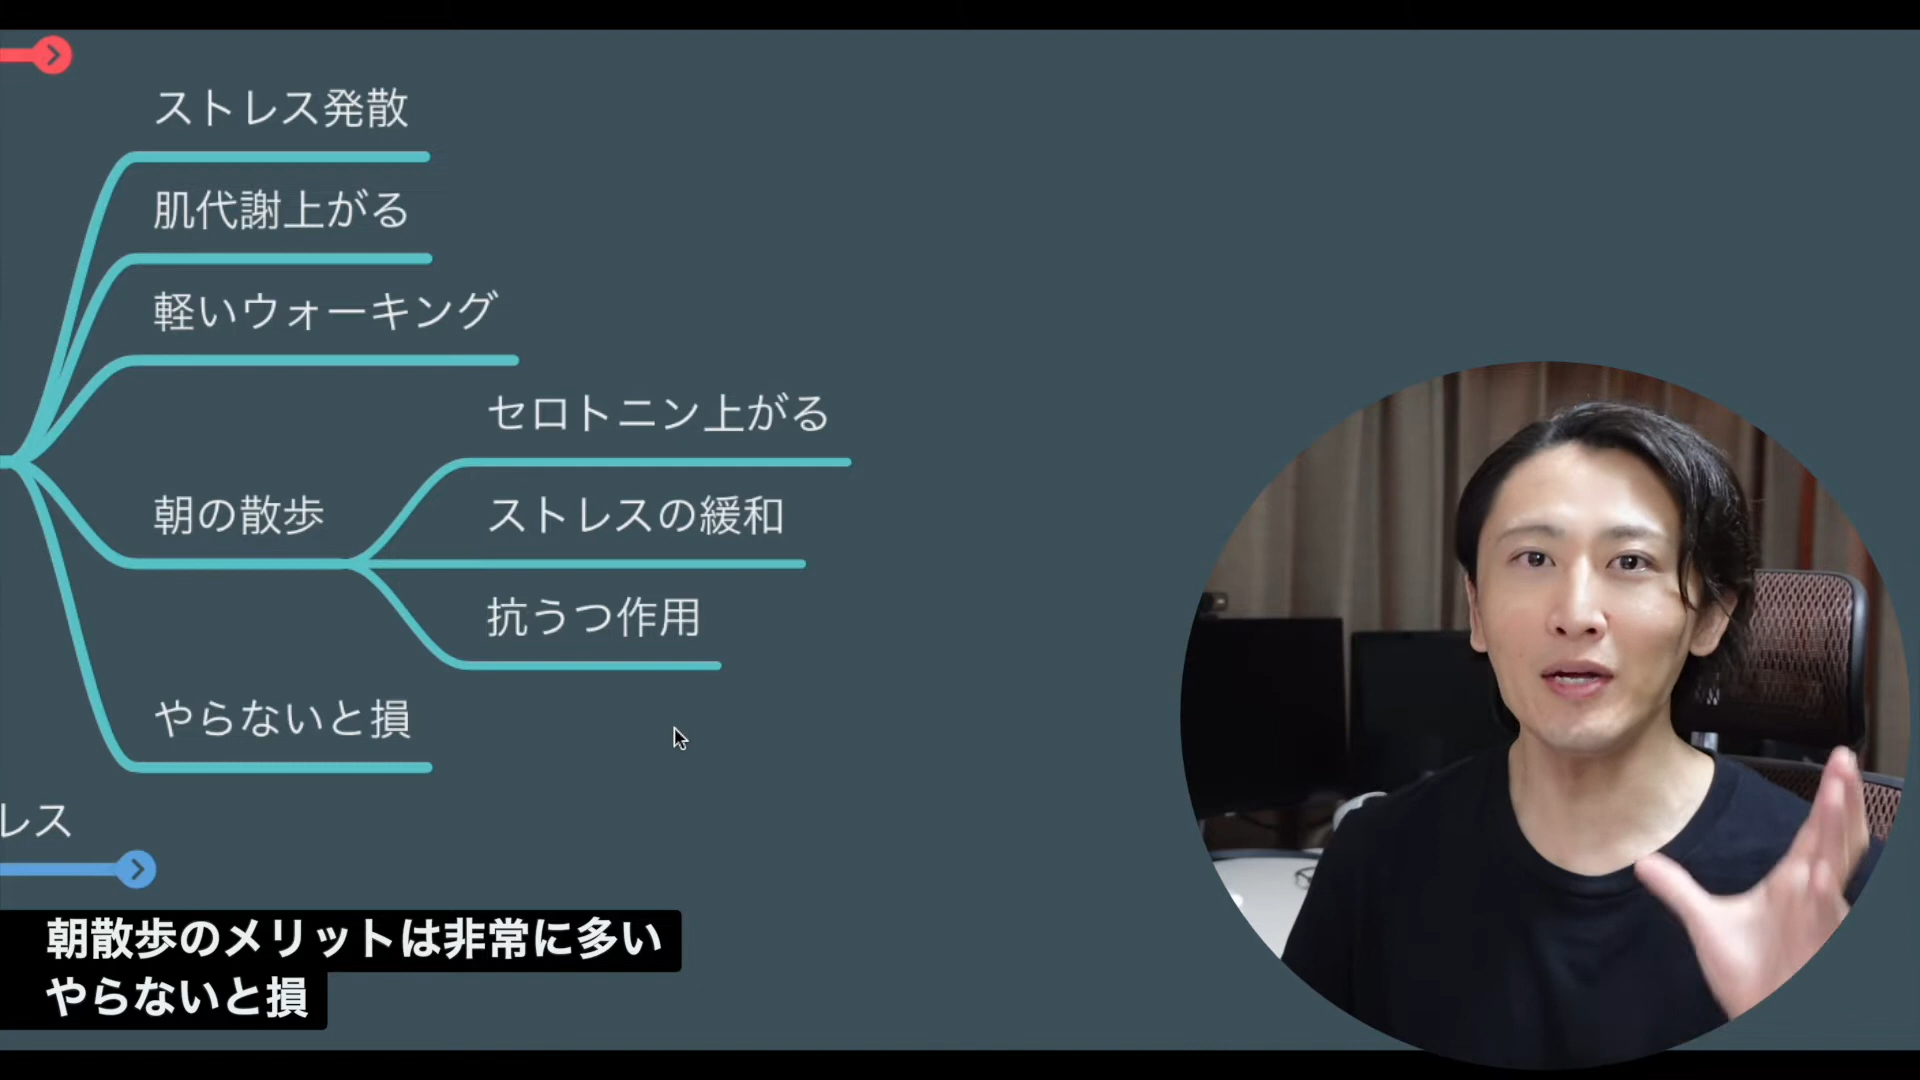 ストレス発散
肌代謝上がる
軽いウォーキング
朝の散歩
セロトニン上がる
ストレスの緩和
抗うつ作用
やらないと損
レス
朝散歩のメリットは非常に多い
やらないと損